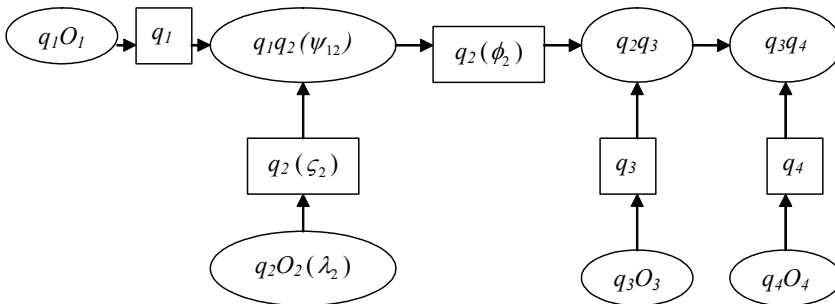 q₁O₁
q₁
q₁q₂(ψ₁₂)
q₂(ϕ₂)
q₂q₃
q₃q₄
q₂(ς₂)
q₃
q₄
q₂O₂(λ₂)
q₃O₃
q₄O₄